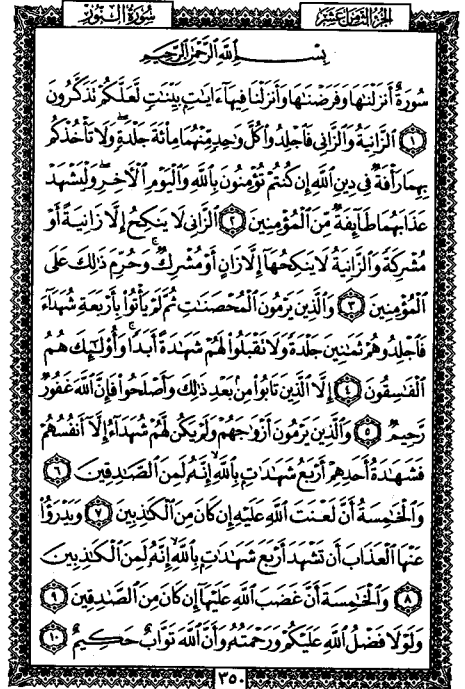 سُورَةُ النُّورِ
الجُزْءُ الثَّامِنَ عَشَرَ
بِسْمِ ٱللَّهِ ٱلرَّحْمَٰنِ ٱلرَّحِيمِ
سُورَةٌ أَنزَلْنَٰهَا وَفَرَضْنَٰهَا وَأَنزَلْنَا فِيهَآ ءَايَٰتٍۭ بَيِّنَٰتٍ لَّعَلَّكُمْ تَذَكَّرُونَ
١ ٱلزَّانِيَةُ وَٱلزَّانِى فَٱجْلِدُوا۟ كُلَّ وَٰحِدٍ مِّنْهُمَا مِا۟ئَةَ جَلْدَةٍ ۖ وَلَا تَأْخُذْكُم
بِهِمَا رَأْفَةٌ فِى دِينِ ٱللَّهِ إِن كُنتُمْ تُؤْمِنُونَ بِٱللَّهِ وَٱلْيَوْمِ ٱلْءَاخِرِ ۖ وَلْيَشْهَدْ
عَذَابَهُمَا طَآئِفَةٌ مِّنَ ٱلْمُؤْمِنِينَ ٢ ٱلزَّانِى لَا يَنكِحُ إِلَّا زَانِيَةً أَوْ
مُشْرِكَةً وَٱلزَّانِيَةُ لَا يَنكِحُهَآ إِلَّا زَانٍ أَوْ مُشْرِكٌ ۚ وَحُرِّمَ ذَٰلِكَ عَلَى
ٱلْمُؤْمِنِينَ ٣ وَٱلَّذِينَ يَرْمُونَ ٱلْمُحْصَنَٰتِ ثُمَّ لَمْ يَأْتُوا۟ بِأَرْبَعَةِ شُهَدَآءَ
فَٱجْلِدُوهُمْ ثَمَٰنِينَ جَلْدَةً وَلَا تَقْبَلُوا۟ لَهُمْ شَهَٰدَةً أَبَدًا ۚ وَأُو۟لَٰٓئِكَ هُمُ
ٱلْفَٰسِقُونَ ٤ إِلَّا ٱلَّذِينَ تَابُوا۟ مِنۢ بَعْدِ ذَٰلِكَ وَأَصْلَحُوا۟ فَإِنَّ ٱللَّهَ غَفُورٌ
رَّحِيمٌ ٥ وَٱلَّذِينَ يَرْمُونَ أَزْوَٰجَهُمْ وَلَمْ يَكُن لَّهُمْ شُهَدَآءُ إِلَّآ أَنفُسُهُمْ
فَشَهَٰدَةُ أَحَدِهِمْ أَرْبَعُ شَهَٰدَٰتٍۭ بِٱللَّهِ ۙ إِنَّهُۥ لَمِنَ ٱلصَّٰدِقِينَ ٦
وَٱلْخَٰمِسَةُ أَنَّ لَعْنَتَ ٱللَّهِ عَلَيْهِ إِن كَانَ مِنَ ٱلْكَٰذِبِينَ ٧ وَيَدْرَؤُا۟
عَنْهَا ٱلْعَذَابَ أَن تَشْهَدَ أَرْبَعَ شَهَٰدَٰتٍۭ بِٱللَّهِ ۙ إِنَّهُۥ لَمِنَ ٱلْكَٰذِبِينَ
٨ وَٱلْخَٰمِسَةَ أَنَّ غَضَبَ ٱللَّهِ عَلَيْهَآ إِن كَانَ مِنَ ٱلصَّٰدِقِينَ ٩
وَلَوْلَا فَضْلُ ٱللَّهِ عَلَيْكُمْ وَرَحْمَتُهُۥ وَأَنَّ ٱللَّهَ تَوَّابٌ حَكِيمٌ ١٠
٣٥٠